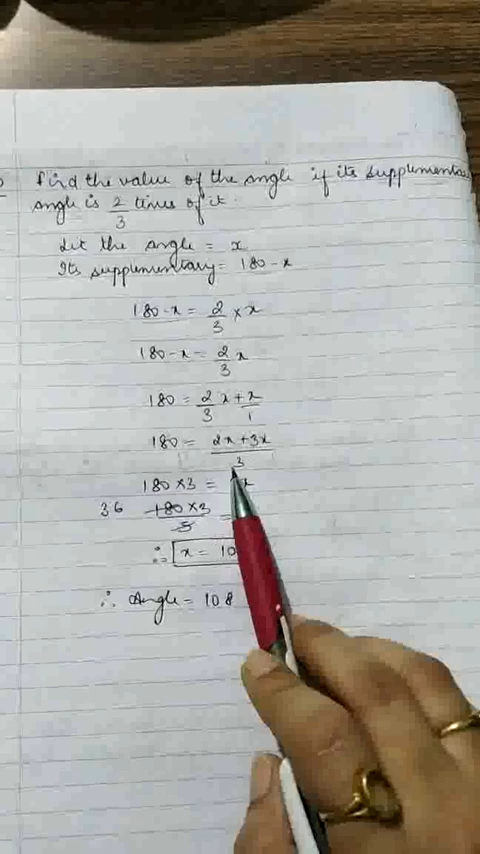 Find the value of the angle if its supplementary
angle is 2/3 times of it.
Let the angle = x
Its supplementary = 180 - x
180 - x = 2/3 × x
180 - x = 2/3 x
180 = 2/3 x + x/1
180 = 2x + 3x / 3
180 × 3 = x
36 180 × 3 / 5 =
∴ x = 10
∴ Angle = 108